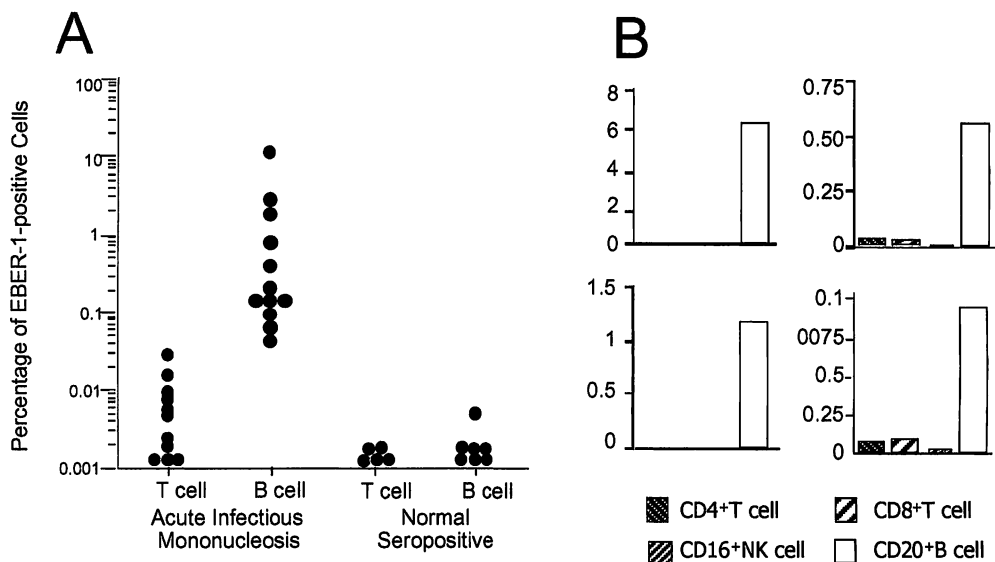 A
B
Percentage of EBER-1-positive Cells
100
10
1
0.1
0.01
0.001
T cell
B cell
T cell
B cell
Acute Infectious
Mononucleosis
Normal
Seropositive
8
6
4
2
0
0.75
0.50
0.25
0
1.5
1
0.5
0
0.1
0075
0.5
0.25
0
CD4+T cell
CD8+T cell
CD16+NK cell
CD20+B cell